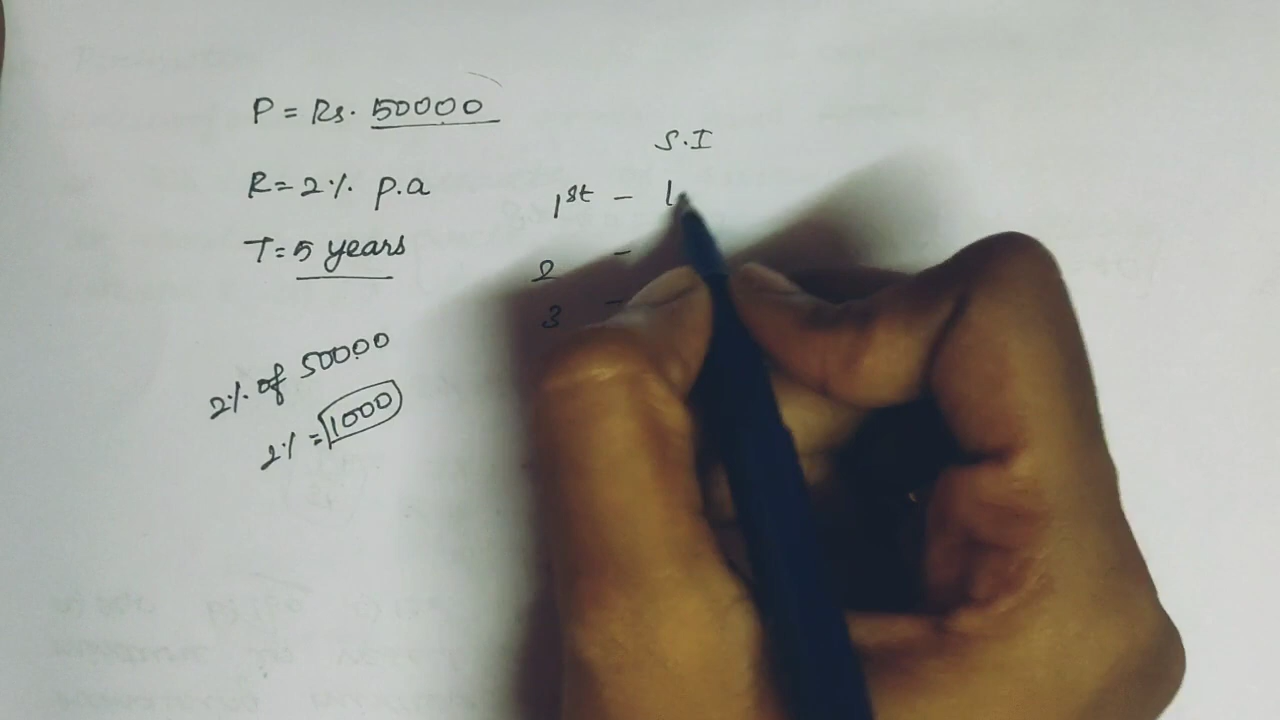 P = Rs. 50000
R = 2% p.a
T = 5 years
2% of 50000
2% = 1000
S.I
1st - 1
2 -
3 -